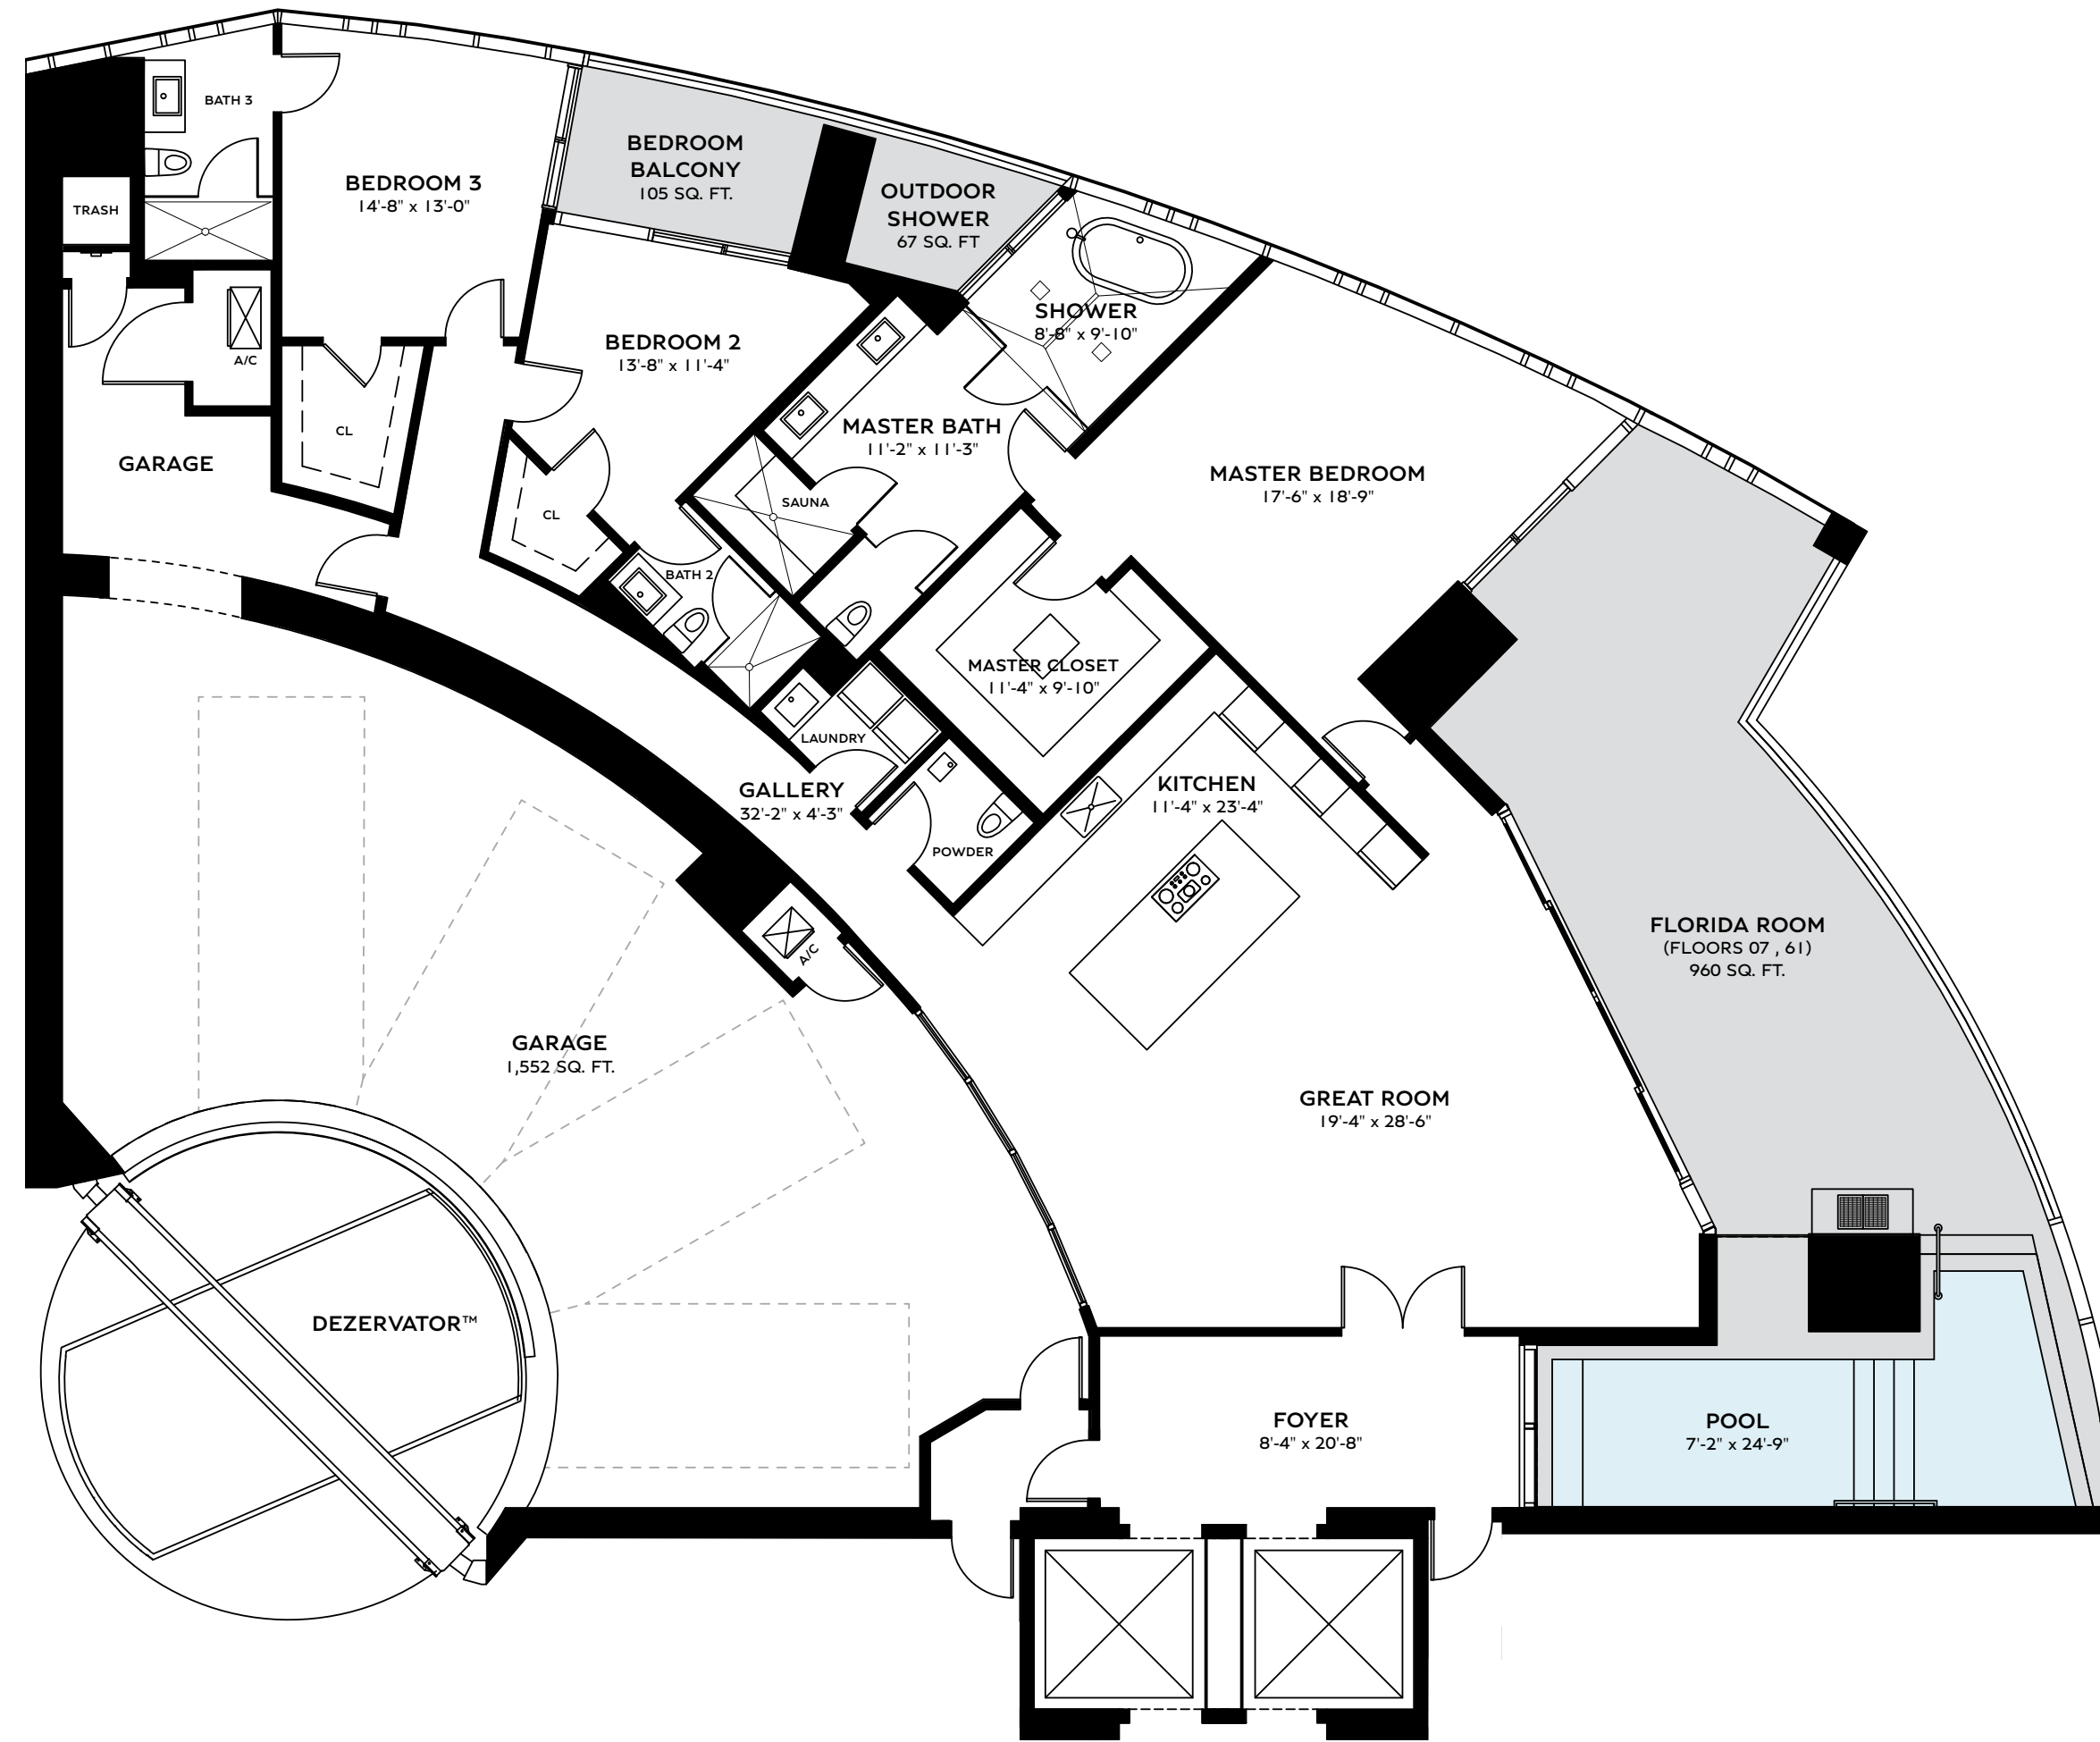 BATH 3
TRASH
A/C
BEDROOM 3
14'-8" x 13'-0"
BEDROOM
BALCONY
105 SQ. FT.
OUTDOOR
SHOWER
67 SQ. FT
SHOWER
8'-8" x 9'-10"
BEDROOM 2
13'-8" x 11'-4"
CL
GARAGE
MASTER BATH
11'-2" x 11'-3"
MASTER BEDROOM
17'-6" x 18'-9"
SAUNA
CL
BATH 2
MASTER CLOSET
11'-4" x 9'-10"
LAUNDRY
GALLERY
32'-2" x 4'-3"
KITCHEN
11'-4" x 23'-4"
POWDER
FLORIDA ROOM
(FLOORS 07 , 61)
960 SQ. FT.
A/C
GARAGE
1,552 SQ. FT.
GREAT ROOM
19'-4" x 28'-6"
DEZERVATOR™
FOYER
8'-4" x 20'-8"
POOL
7'-2" x 24'-9"